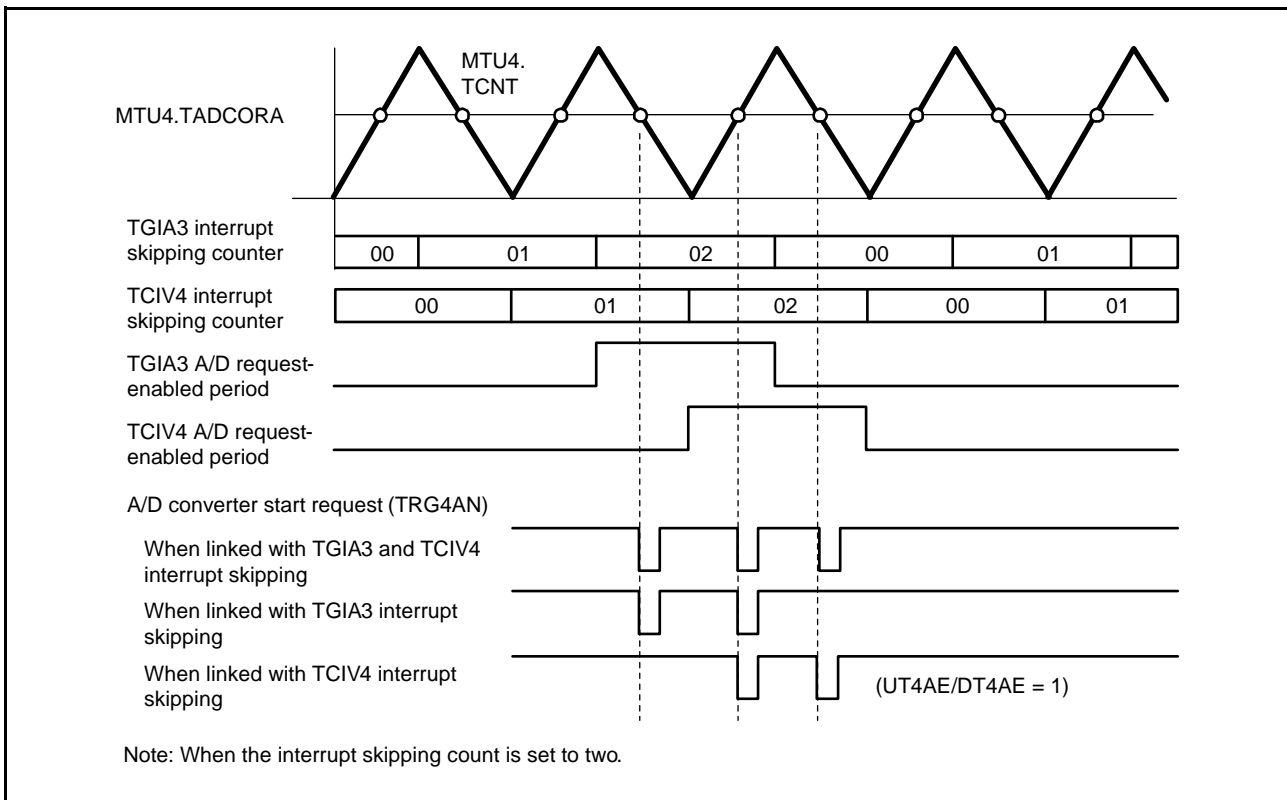 MTU4.
TCNT
MTU4.TADCORA
TGIA3 interrupt
skipping counter
00 01 02 00 01
TCIV4 interrupt
skipping counter
00 01 02 00 01
TGIA3 A/D request-
enabled period
TCIV4 A/D request-
enabled period
A/D converter start request (TRG4AN)
When linked with TGIA3 and TCIV4
interrupt skipping
When linked with TGIA3 interrupt
skipping
When linked with TCIV4 interrupt
skipping
(UT4AE/DT4AE = 1)
Note: When the interrupt skipping count is set to two.